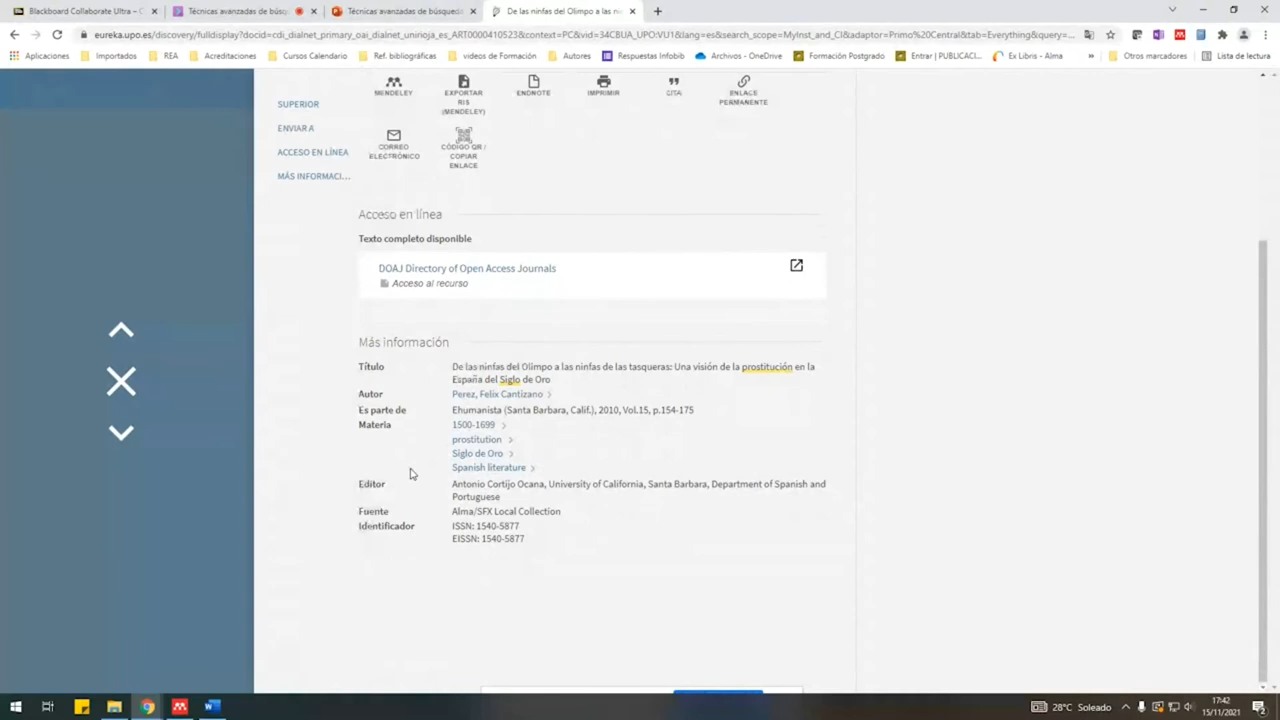 Blackboard Collaborate Ultra – C
Técnicas avanzadas de búsq
Técnicas avanzadas de búsqueda
De las ninfas del Olimpo a las ni
eureka.upo.es/discovery/fulldisplay?docid=cdi_dialnet_primary_oai_dialnet_unirioja_es_ART0000410523&context=PC&vid=34CBUA_UPO:VU1&lang=es&search_scope=MyInst_and_CI&adaptor=Primo%20Central&tab=Everything&query=...
Aplicaciones
Importados
REA
Acreditaciones
Cursos Calendario
Ref. bibliográficas
videos de Formación
Autores
Respuestas Infobib
Archivos – OneDrive
Formación Postgrado
Entrar | PUBLICACI...
Ex Libris - Alma
»
Otros marcadores
Lista de lectura
MENDELEY
EXPORTAR
RIS
(MENDELEY)
ENDNOTE
IMPRIMIR
CITA
ENLACE
PERMANENTE
SUPERIOR
ENVIAR A
ACCESO EN LÍNEA
MÁS INFORMACI...
CORREO
ELECTRÓNICO
CÓDIGO QR /
COPIAR
ENLACE
Acceso en línea
Texto completo disponible
DOAJ Directory of Open Access Journals
Acceso al recurso
Más información
Título
De las ninfas del Olimpo a las ninfas de las tasqueras: Una visión de la prostitución en la
España del Siglo de Oro
Autor
Perez, Felix Cantizano
Es parte de
Ehumanista (Santa Barbara, Calif.), 2010, Vol.15, p.154-175
Materia
1500-1699
prostitution
Siglo de Oro
Spanish literature
Editor
Antonio Cortijo Ocana, University of California, Santa Barbara, Department of Spanish and
Portuguese
Fuente
Alma/SFX Local Collection
Identificador
ISSN: 1540-5877
EISSN: 1540-5877
28°C Soleado
17:42
15/11/2021
2